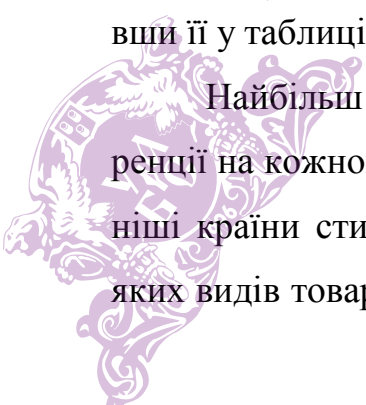 вши її у таблиці
Найбільш
ренції на кожно
ніші країни сти
яких видів товар